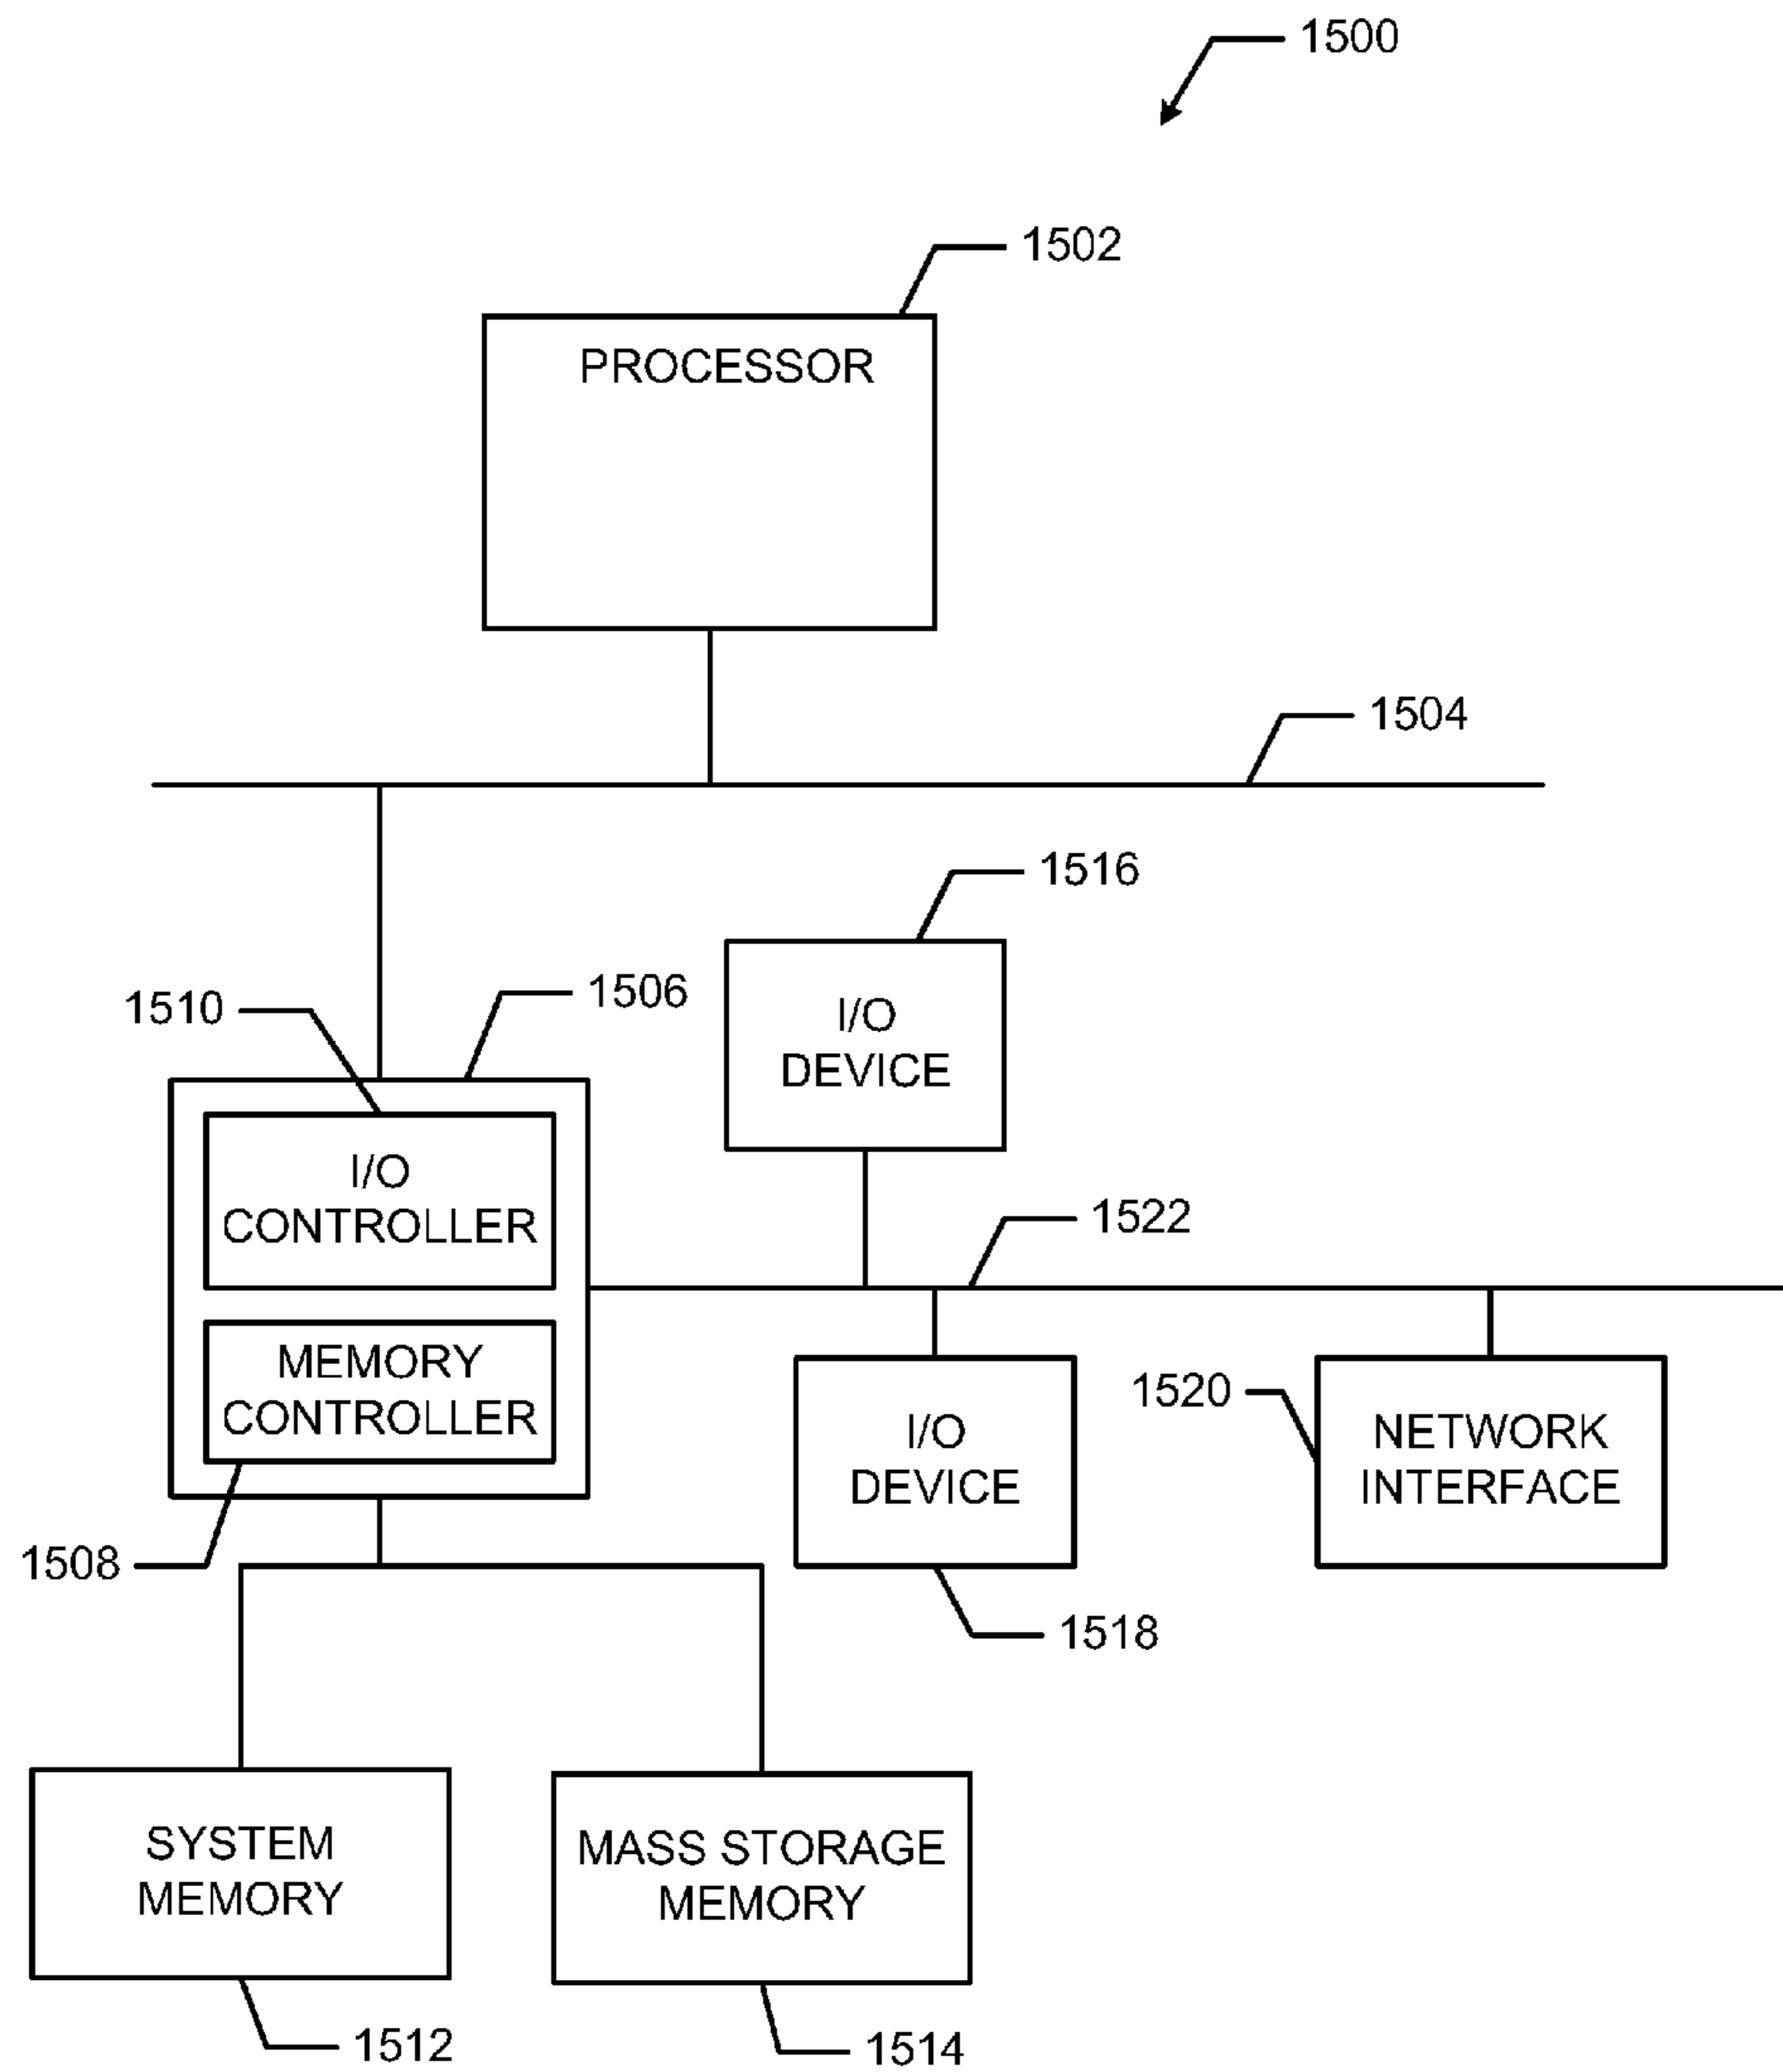 1500
1502
PROCESSOR
1504
1516
1506
1510
I/O
DEVICE
I/O
CONTROLLER
1522
MEMORY
CONTROLLER
1520
I/O
DEVICE
NETWORK
INTERFACE
1508
1518
SYSTEM
MEMORY
MASS STORAGE
MEMORY
1512
1514